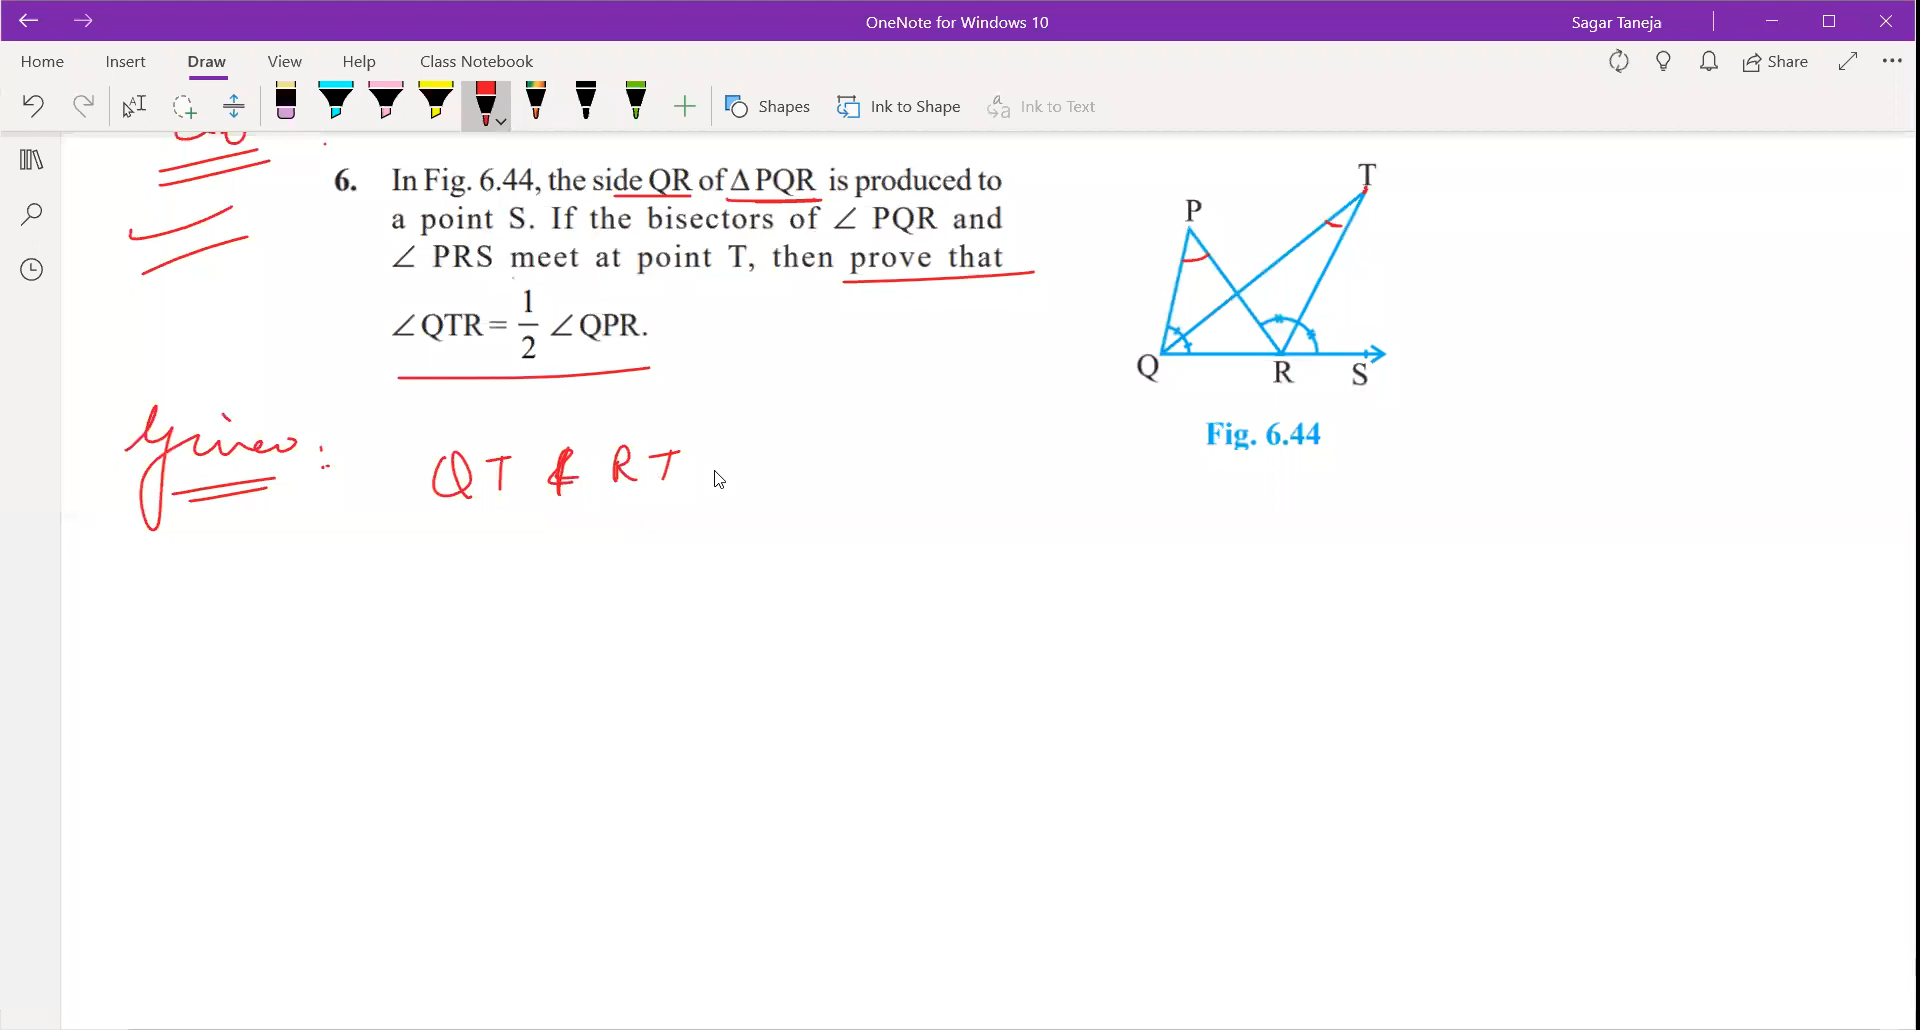 OneNote for Windows 10
Sagar Taneja
Home Insert Draw View Help Class Notebook
Share
Shapes Ink to Shape Ink to Text
6. In Fig. 6.44, the side QR of Δ PQR is produced to
a point S. If the bisectors of ∠ PQR and
∠ PRS meet at point T, then prove that
∠QTR = 1/2 ∠QPR.
T
P
Q R S
Fig. 6.44
Given :
QT & RT